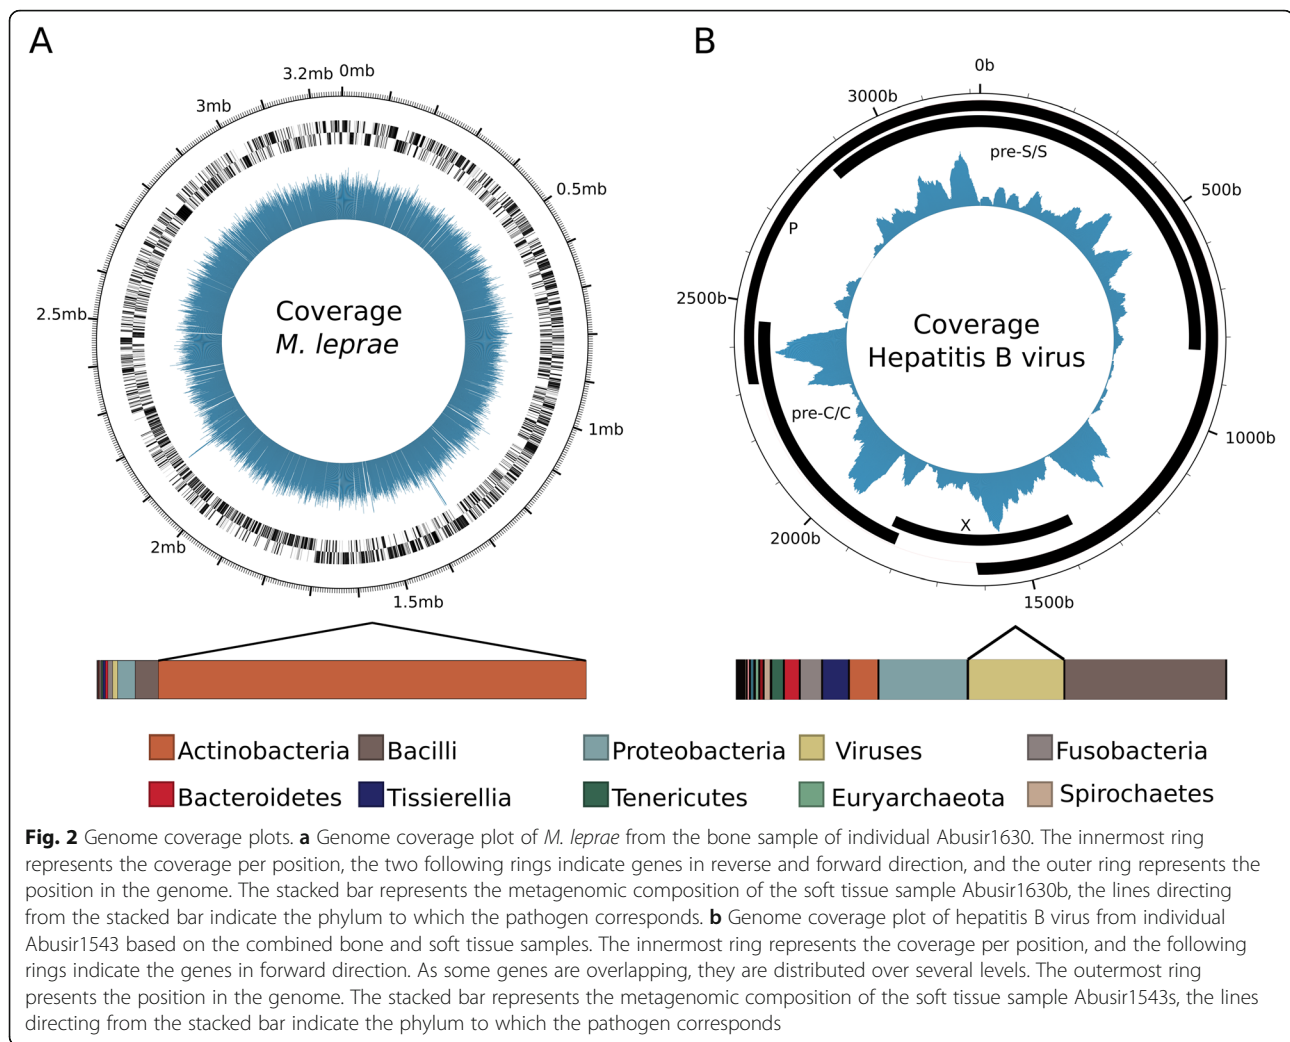 A
3.2mb 0mb
3mb
0.5mb
2.5mb
Coverage
M. leprae
1mb
2mb
1.5mb
B
0b
3000b
pre-S/S
500b
P
2500b
Coverage
Hepatitis B virus
pre-C/C
1000b
X
2000b
1500b
Actinobacteria Bacilli Proteobacteria Viruses Fusobacteria
Bacteroidetes Tissierellia Tenericutes Euryarchaeota Spirochaetes
Fig. 2 Genome coverage plots. a Genome coverage plot of M. leprae from the bone sample of individual Abusir1630. The innermost ring
represents the coverage per position, the two following rings indicate genes in reverse and forward direction, and the outer ring represents the
position in the genome. The stacked bar represents the metagenomic composition of the soft tissue sample Abusir1630b, the lines directing
from the stacked bar indicate the phylum to which the pathogen corresponds. b Genome coverage plot of hepatitis B virus from individual
Abusir1543 based on the combined bone and soft tissue samples. The innermost ring represents the coverage per position, and the following
rings indicate the genes in forward direction. As some genes are overlapping, they are distributed over several levels. The outermost ring
presents the position in the genome. The stacked bar represents the metagenomic composition of the soft tissue sample Abusir1543s, the lines
directing from the stacked bar indicate the phylum to which the pathogen corresponds